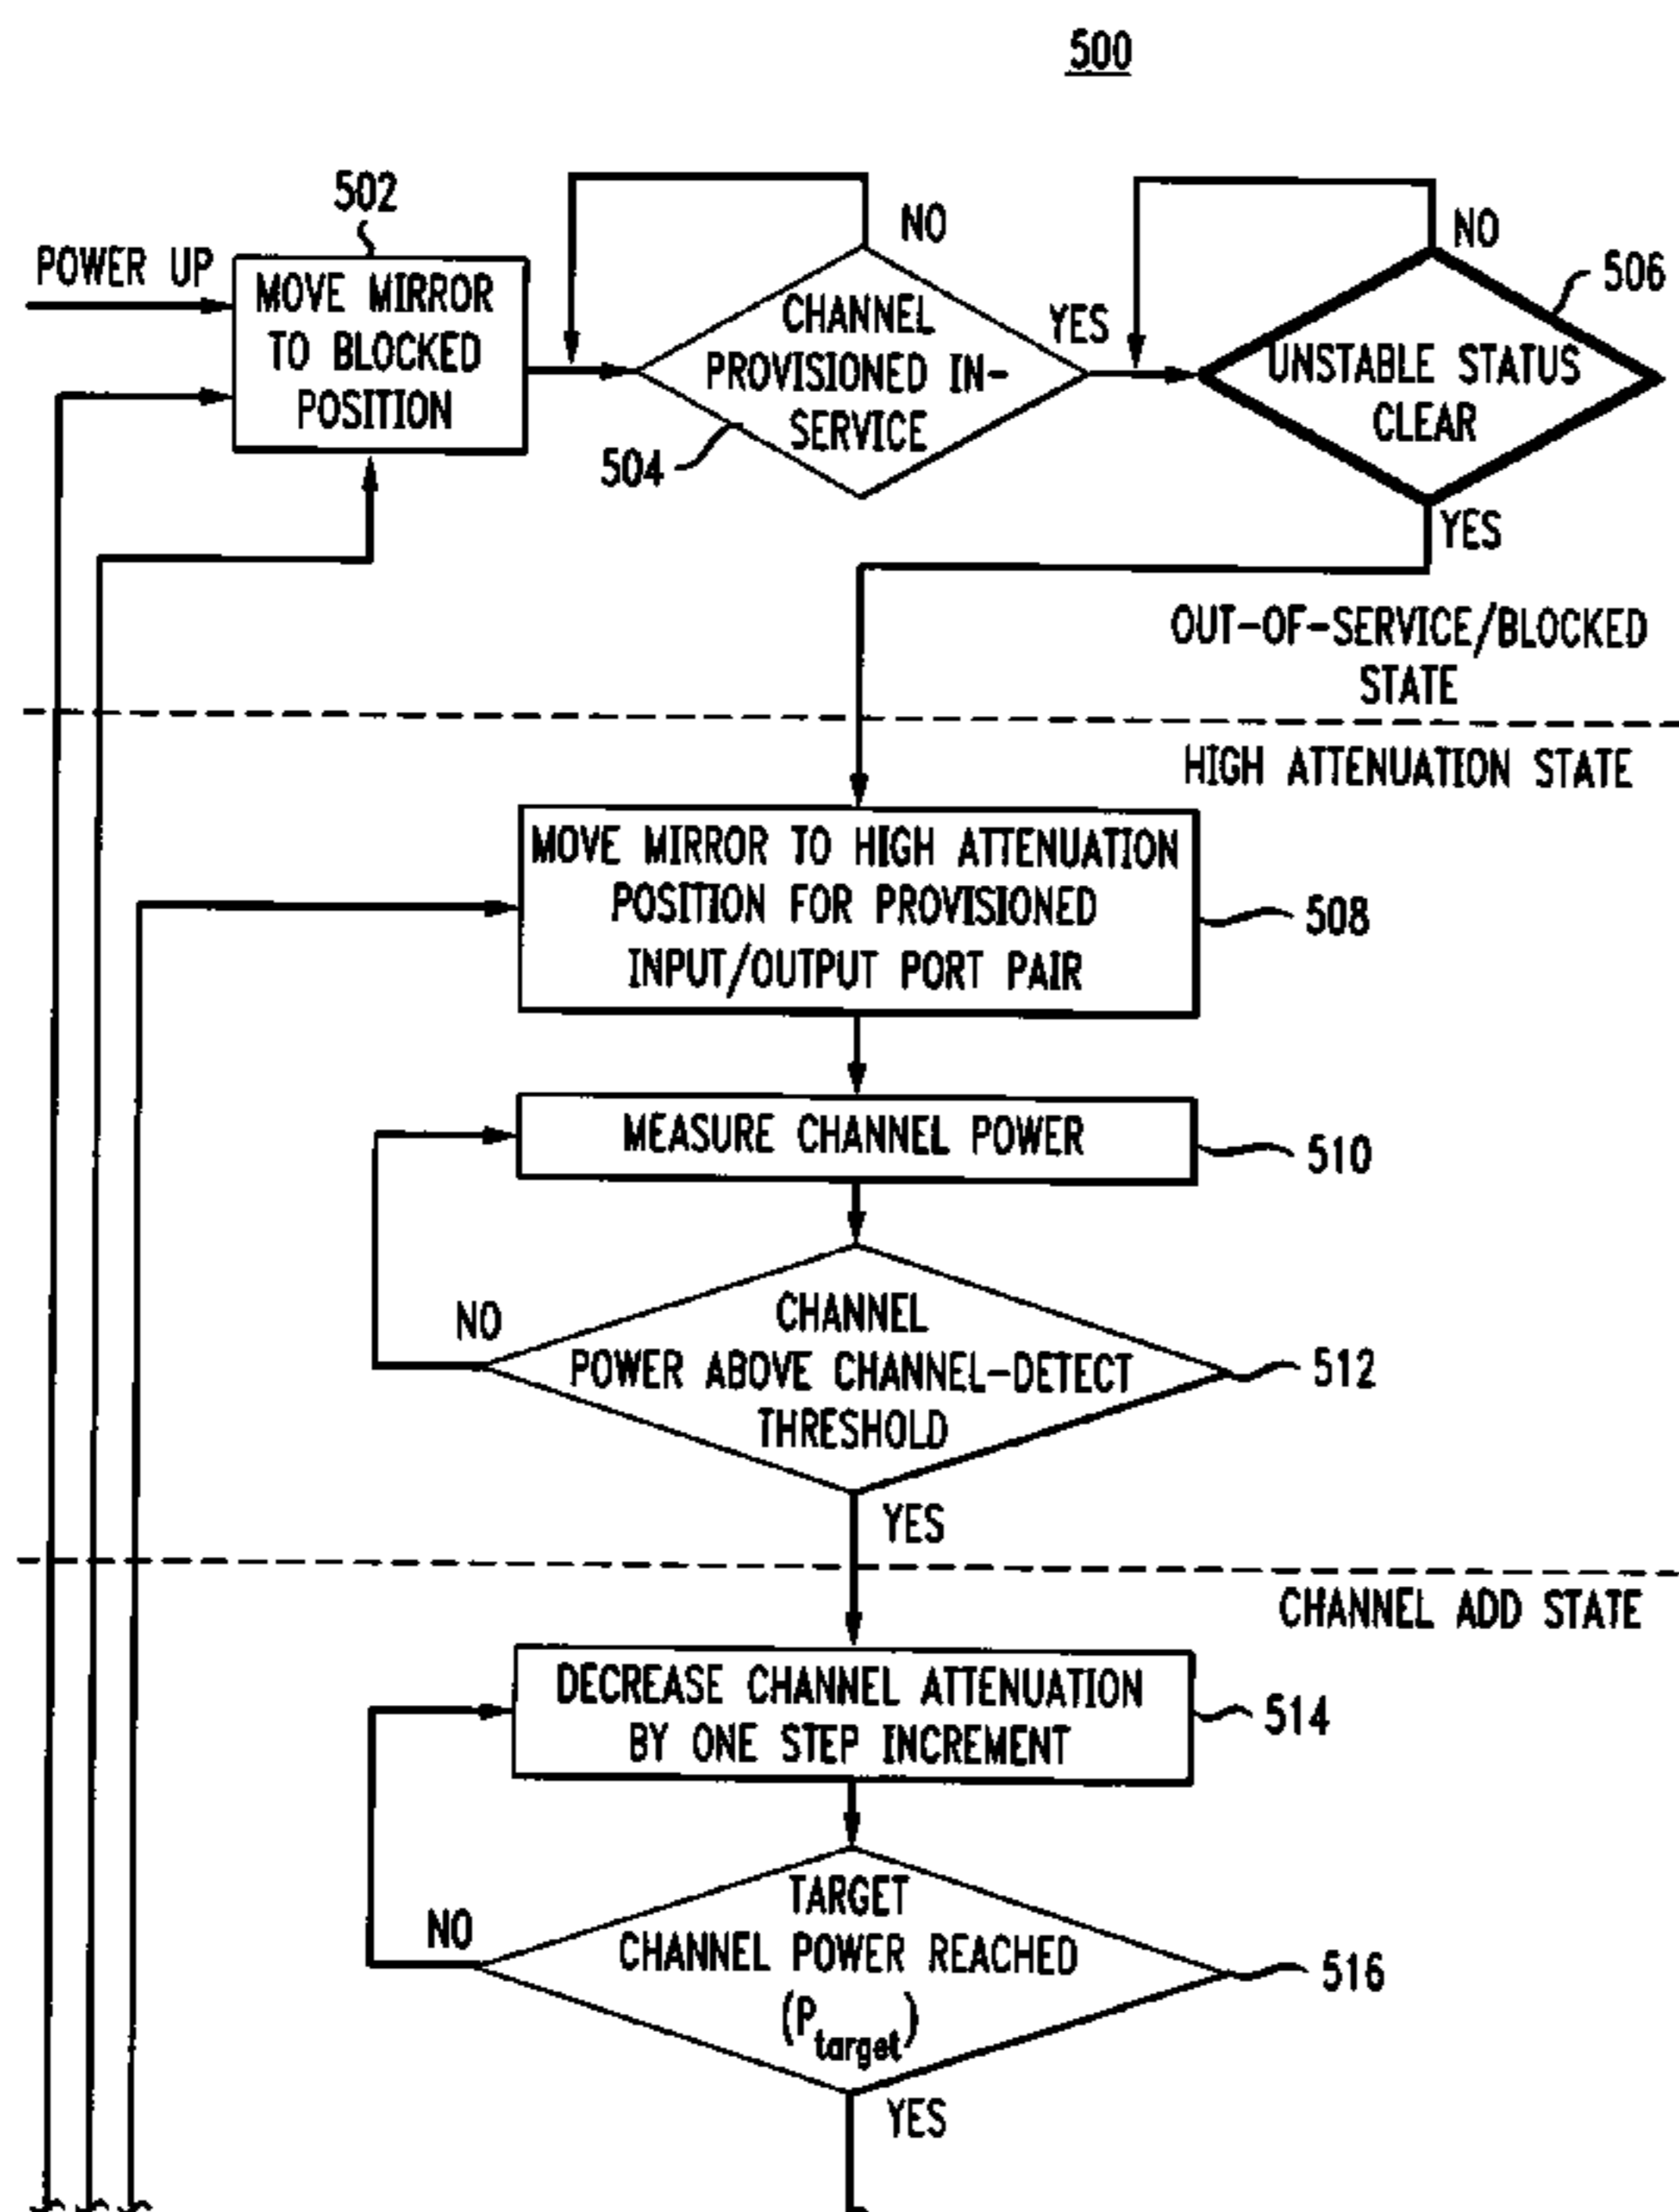 500
502
POWER UP
MOVE MIRROR
TO BLOCKED
POSITION
NO
CHANNEL
PROVISIONED IN-
SERVICE
504
YES
NO
506
UNSTABLE STATUS
CLEAR
YES
OUT-OF-SERVICE/BLOCKED
STATE
HIGH ATTENUATION STATE
MOVE MIRROR TO HIGH ATTENUATION
POSITION FOR PROVISIONED
INPUT/OUTPUT PORT PAIR
508
MEASURE CHANNEL POWER
510
NO
CHANNEL
POWER ABOVE CHANNEL-DETECT
THRESHOLD
512
YES
CHANNEL ADD STATE
DECREASE CHANNEL ATTENUATION
BY ONE STEP INCREMENT
514
NO
TARGET
CHANNEL POWER REACHED
(Ptarget)
516
YES